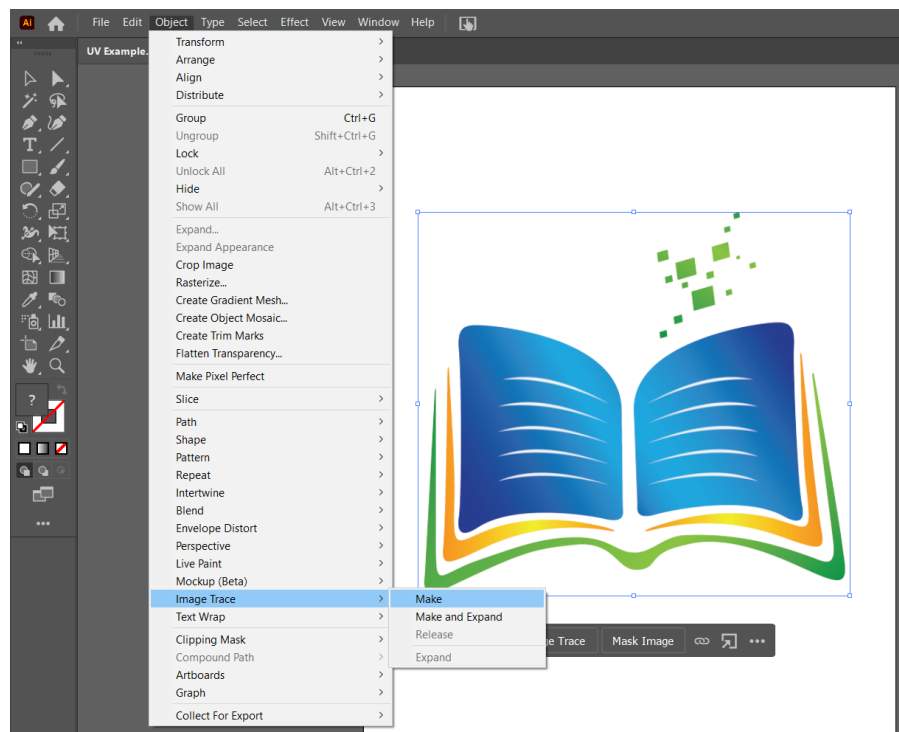 Ai File Edit Object Type Select Effect View Window Help
UV Example.
Transform
Arrange
Align
Distribute
Group Ctrl+G
Ungroup Shift+Ctrl+G
Lock
Unlock All Alt+Ctrl+2
Hide
Show All Alt+Ctrl+3
Expand...
Expand Appearance
Crop Image
Rasterize...
Create Gradient Mesh...
Create Object Mosaic...
Create Trim Marks
Flatten Transparency...
Make Pixel Perfect
Slice
Path
Shape
Pattern
Repeat
Intertwine
Blend
Envelope Distort
Perspective
Live Paint
Mockup (Beta)
Image Trace Make
Text Wrap Make and Expand
Release
Clipping Mask Trace Mask Image
Compound Path Expand
Artboards
Graph
Collect For Export
?